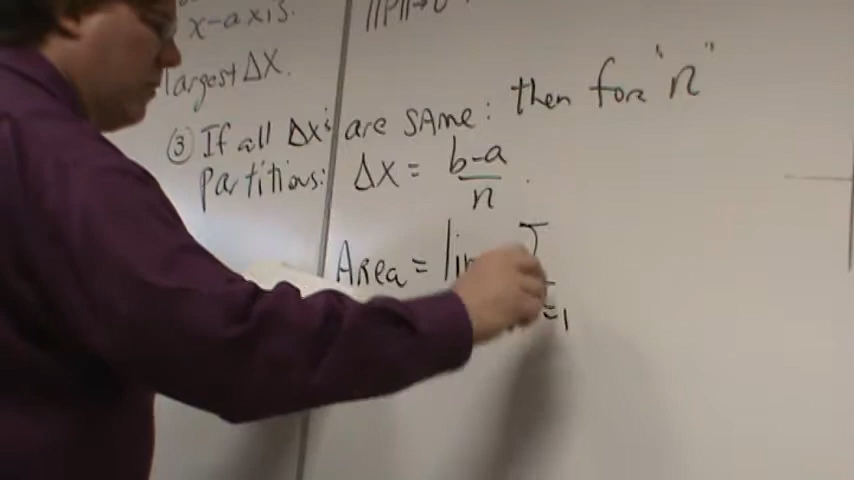 x-axis.
||P||→0
largest Δx.
③ If all Δx's are SAME: then for "n"
partitions: Δx = b-a / n.
Area = lim Σ =1